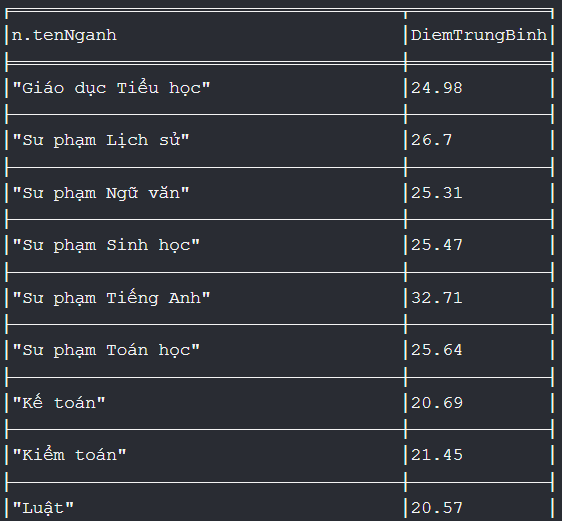 n.tenNganh DiemTrungBinh
"Giáo dục Tiểu học" 24.98
"Sư phạm Lịch sử" 26.7
"Sư phạm Ngữ văn" 25.31
"Sư phạm Sinh học" 25.47
"Sư phạm Tiếng Anh" 32.71
"Sư phạm Toán học" 25.64
"Kế toán" 20.69
"Kiểm toán" 21.45
"Luật" 20.57